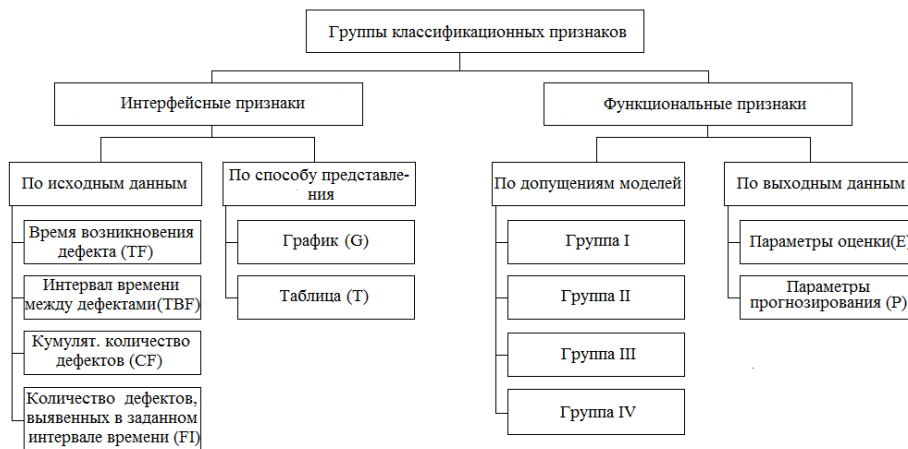 Группы классификационных признаков
Интерфейсные признаки
Функциональные признаки
По исходным данным
По способу представле-
ния
По допущениям моделей
По выходным данным
Время возникновения
дефекта (TF)
Интервал времени
между дефектами(TBF)
Кумулят. количество
дефектов (CF)
Количество дефектов,
выявенных в заданном
интервале времени (FI)
График (G)
Таблица (T)
Группа I
Группа II
Группа III
Группа IV
Параметры оценки(E)
Параметры
прогнозирования (P)